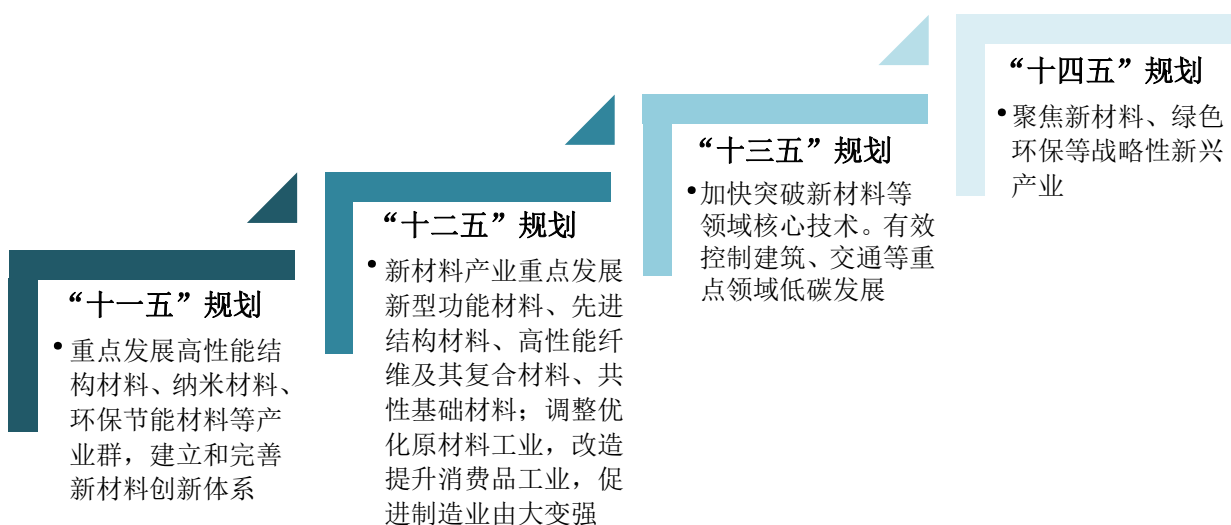 “十一五”规划
•重点发展高性能结
构材料、纳米材料、
环保节能材料等产
业群，建立和完善
新材料创新体系
“十二五”规划
•新材料产业重点发展
新型功能材料、先进
结构材料、高性能纤
维及其复合材料、共
性基础材料；调整优
化原材料工业，改造
提升消费品工业，促
进制造业由大变强
“十三五”规划
•加快突破新材料等
领域核心技术。有效
控制建筑、交通等重
点领域低碳发展
“十四五”规划
•聚焦新材料、绿色
环保等战略性新兴
产业